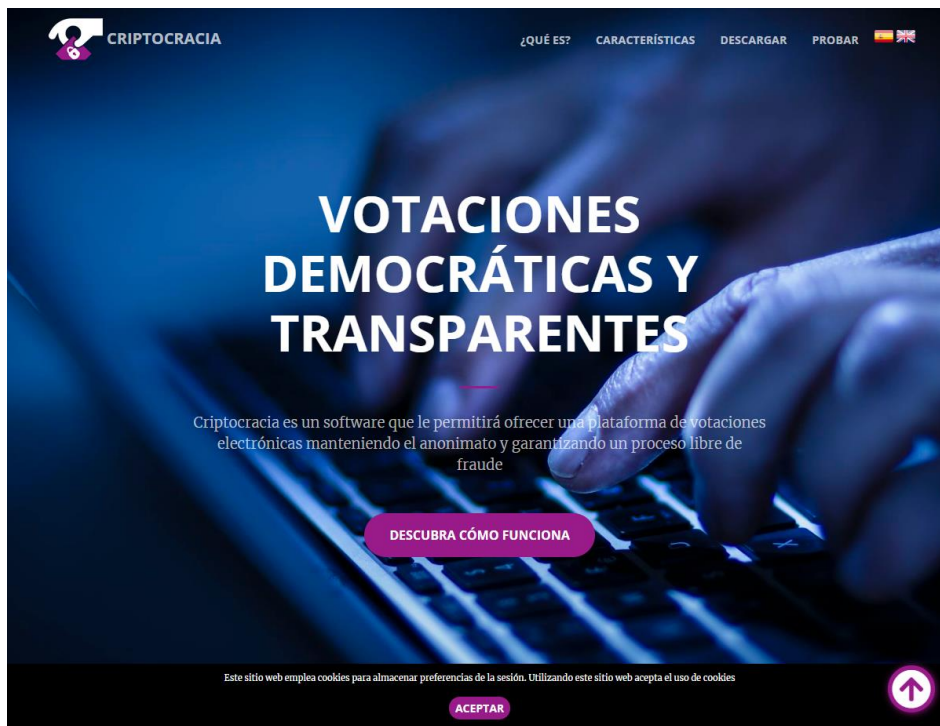 CRIPTOCRACIA
¿QUÉ ES? CARACTERÍSTICAS DESCARGAR PROBAR
VOTACIONES
DEMOCRÁTICAS Y
TRANSPARENTES
Criptocracia es un software que le permitirá ofrecer una plataforma de votaciones
electrónicas manteniendo el anonimato y garantizando un proceso libre de
fraude
DESCUBRA CÓMO FUNCIONA
Este sitio web emplea cookies para almacenar preferencias de la sesión. Utilizando este sitio web acepta el uso de cookies
ACEPTAR